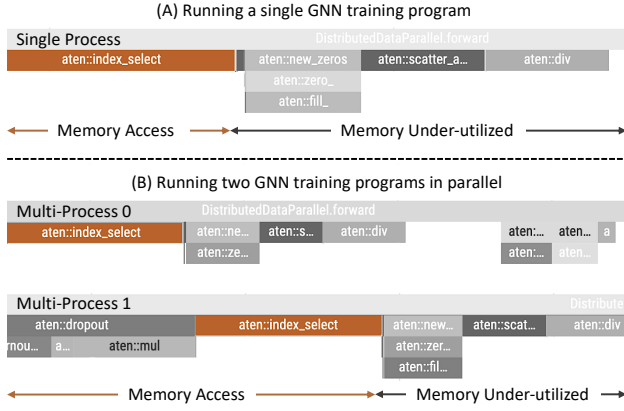 (A) Running a single GNN training program
Single Process
DistributedDataParallel.forward
aten::index_select
aten::new_zeros
aten::scatter_a...
aten::div
aten::zero_
aten::fill_
Memory Access
Memory Under-utilized
(B) Running two GNN training programs in parallel
Multi-Process 0
DistributedDataParallel.forward
aten::index_select
aten::ne...
aten::s...
aten::div
aten:...
aten:...
a
aten::ze...
aten:...
aten...
Multi-Process 1
Distribute
aten::dropout
aten::index_select
aten::new...
aten::scat...
aten::div
rnou...
a...
aten::mul
aten::zer...
aten::fil...
Memory Access
Memory Under-utilized